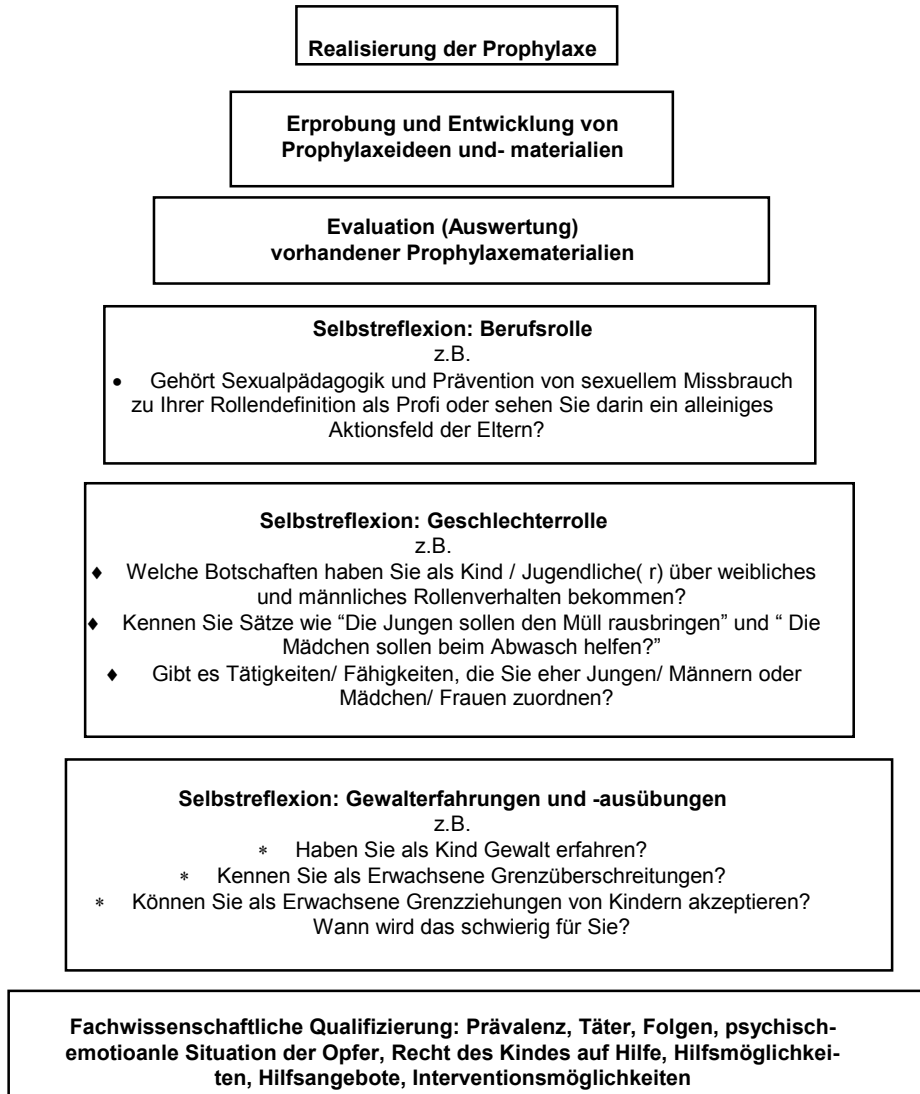 Realisierung der Prophylaxe
Erprobung und Entwicklung von
Prophylaxeideen und- materialien
Evaluation (Auswertung)
vorhandener Prophylaxematerialien
Selbstreflexion: Berufsrolle
z.B.
• Gehört Sexualpädagogik und Prävention von sexuellem Missbrauch
zu Ihrer Rollendefinition als Profi oder sehen Sie darin ein alleiniges
Aktionsfeld der Eltern?
Selbstreflexion: Geschlechterrolle
z.B.
♦ Welche Botschaften haben Sie als Kind / Jugendliche( r) über weibliches
und männliches Rollenverhalten bekommen?
♦ Kennen Sie Sätze wie “Die Jungen sollen den Müll rausbringen” und “ Die
Mädchen sollen beim Abwasch helfen?”
♦ Gibt es Tätigkeiten/ Fähigkeiten, die Sie eher Jungen/ Männern oder
Mädchen/ Frauen zuordnen?
Selbstreflexion: Gewalterfahrungen und -ausübungen
z.B.
* Haben Sie als Kind Gewalt erfahren?
* Kennen Sie als Erwachsene Grenzüberschreitungen?
* Können Sie als Erwachsene Grenzziehungen von Kindern akzeptieren?
Wann wird das schwierig für Sie?
Fachwissenschaftliche Qualifizierung: Prävalenz, Täter, Folgen, psychisch-
emotioanle Situation der Opfer, Recht des Kindes auf Hilfe, Hilfsmöglichkei-
ten, Hilfsangebote, Interventionsmöglichkeiten